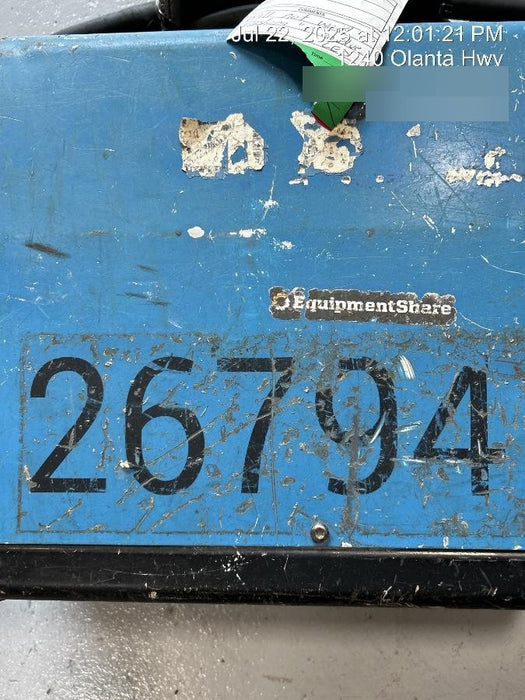 Jul 22, 2025 at 12:01:21 PM
1240 Olanta Hwy
EquipmentShare
26794